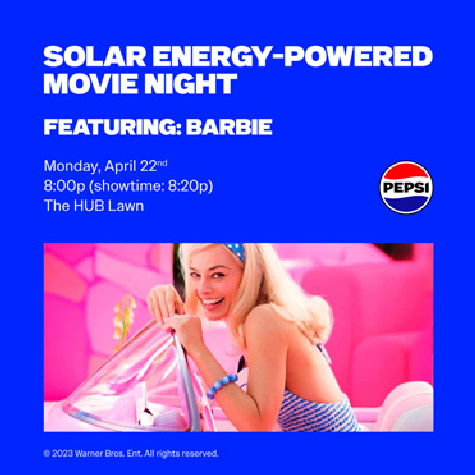 SOLAR ENERGY-POWERED
MOVIE NIGHT
FEATURING: BARBIE
Monday, April 22nd
8:00p (showtime: 8:20p)
The HUB Lawn
PEPSI
© 2023 Warner Bros. Ent. All rights reserved.